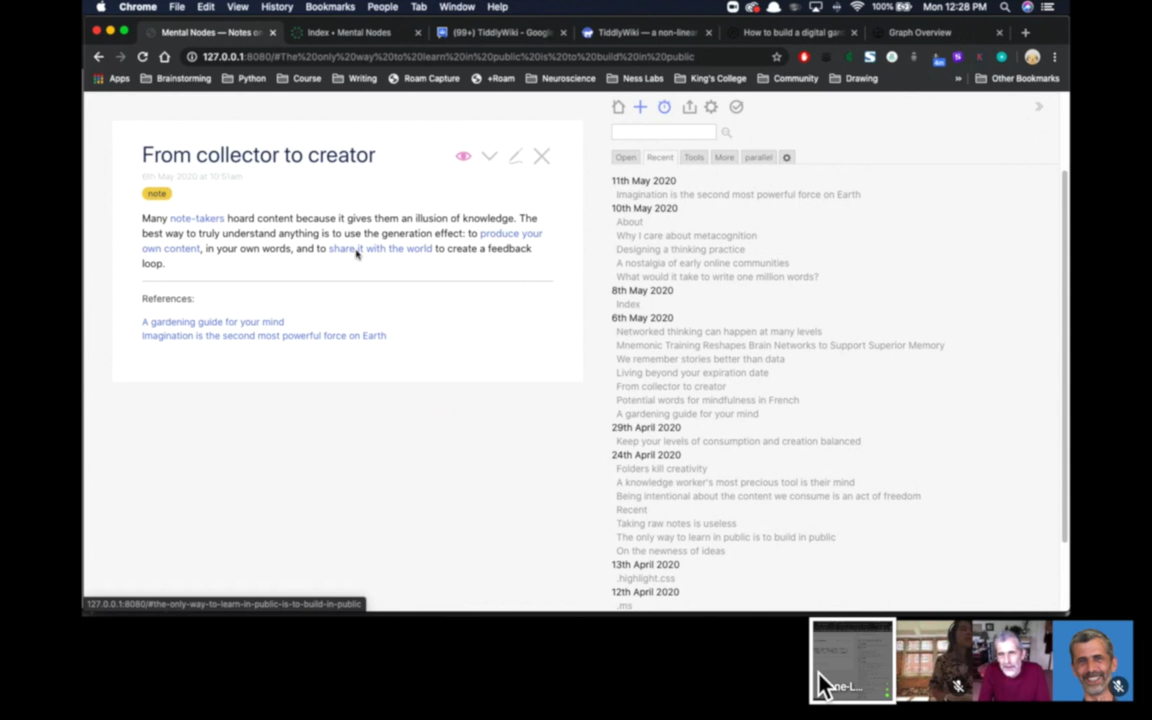 Chrome File Edit View History Bookmarks People Tab Window Help 100% Mon 12:28 PM
Mental Nodes — Notes on Index • Mental Nodes (99+) TiddlyWiki - Google TiddlyWiki — a non-linea How to build a digital gard Graph Overview
127.0.0.1:8080/#The%20only%20way%20to%20learn%20in%20public%20is%20to%20build%20in%20public
Apps Brainstorming Python Course Writing Roam Capture +Roam Neuroscience Ness Labs King's College Community Drawing » Other Bookmarks
From collector to creator
6th May 2020 at 10:51am
note
Many note-takers hoard content because it gives them an illusion of knowledge. The
best way to truly understand anything is to use the generation effect: to produce your
own content, in your own words, and to share it with the world to create a feedback
loop.
References:
A gardening guide for your mind
Imagination is the second most powerful force on Earth
Open Recent Tools More parallel
11th May 2020
Imagination is the second most powerful force on Earth
10th May 2020
About
Why I care about metacognition
Designing a thinking practice
A nostalgia of early online communities
What would it take to write one million words?
8th May 2020
Index
6th May 2020
Networked thinking can happen at many levels
Mnemonic Training Reshapes Brain Networks to Support Superior Memory
We remember stories better than data
Living beyond your expiration date
From collector to creator
Potential words for mindfulness in French
A gardening guide for your mind
29th April 2020
Keep your levels of consumption and creation balanced
24th April 2020
Folders kill creativity
A knowledge worker's most precious tool is their mind
Being intentional about the content we consume is an act of freedom
Recent
Taking raw notes is useless
The only way to learn in public is to build in public
On the newness of ideas
13th April 2020
.highlight.css
12th April 2020
.ms
127.0.0.1:8080/#the-only-way-to-learn-in-public-is-to-build-in-public
ne-L...